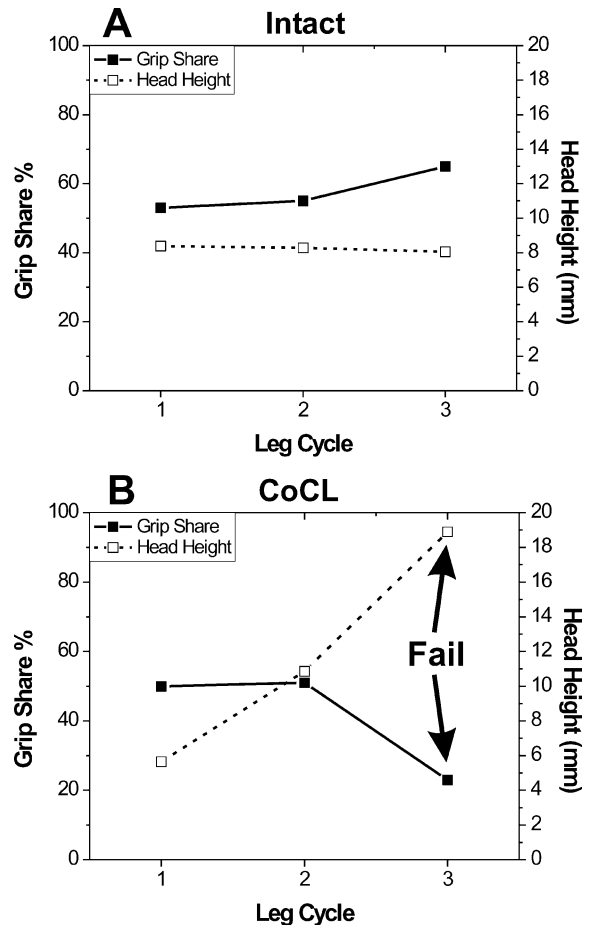 A
Intact
Grip Share
Head Height
Grip Share %
Head Height (mm)
100
80
60
40
20
0
20
18
16
14
12
10
8
6
4
2
0
1 2 3
Leg Cycle
B
CoCL
Grip Share
Head Height
Grip Share %
Head Height (mm)
100
80
60
40
20
0
20
18
16
14
12
10
8
6
4
2
0
Fail
1 2 3
Leg Cycle